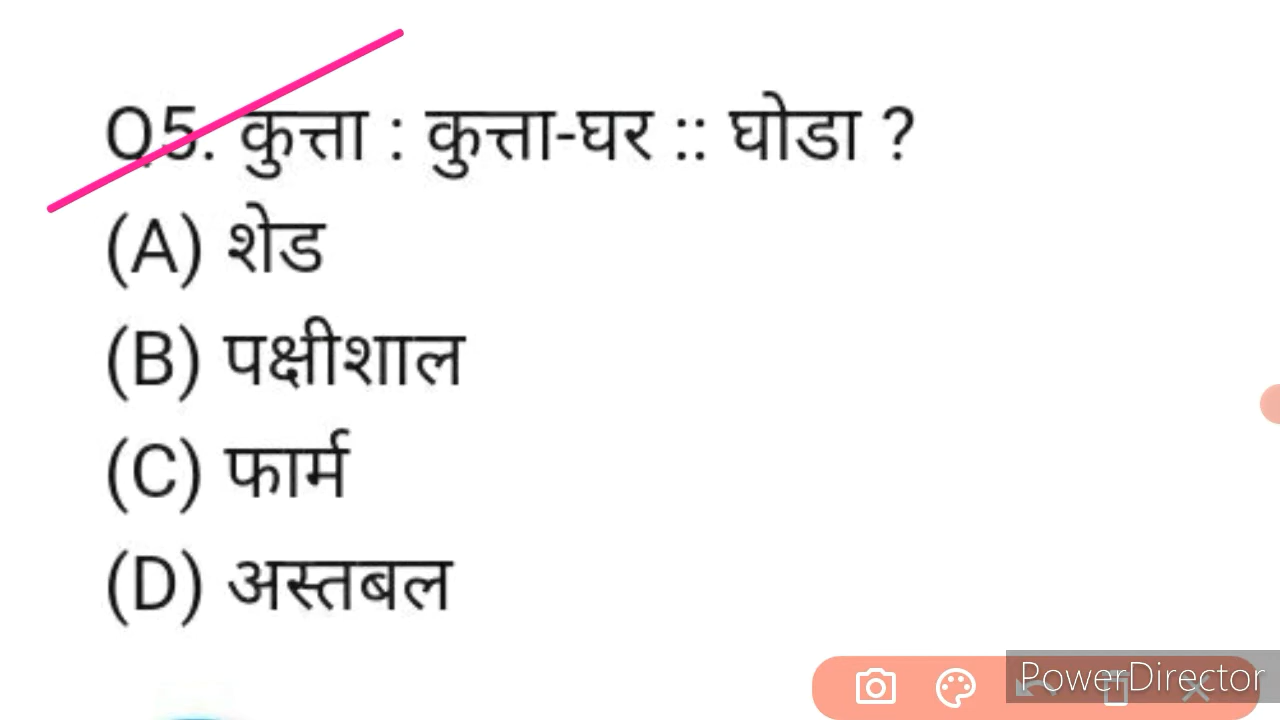 Q5. कुत्ता : कुत्ता-घर :: घोडा ?
(A) शेड
(B) पक्षीशाल
(C) फार्म
(D) अस्तबल
PowerDirector